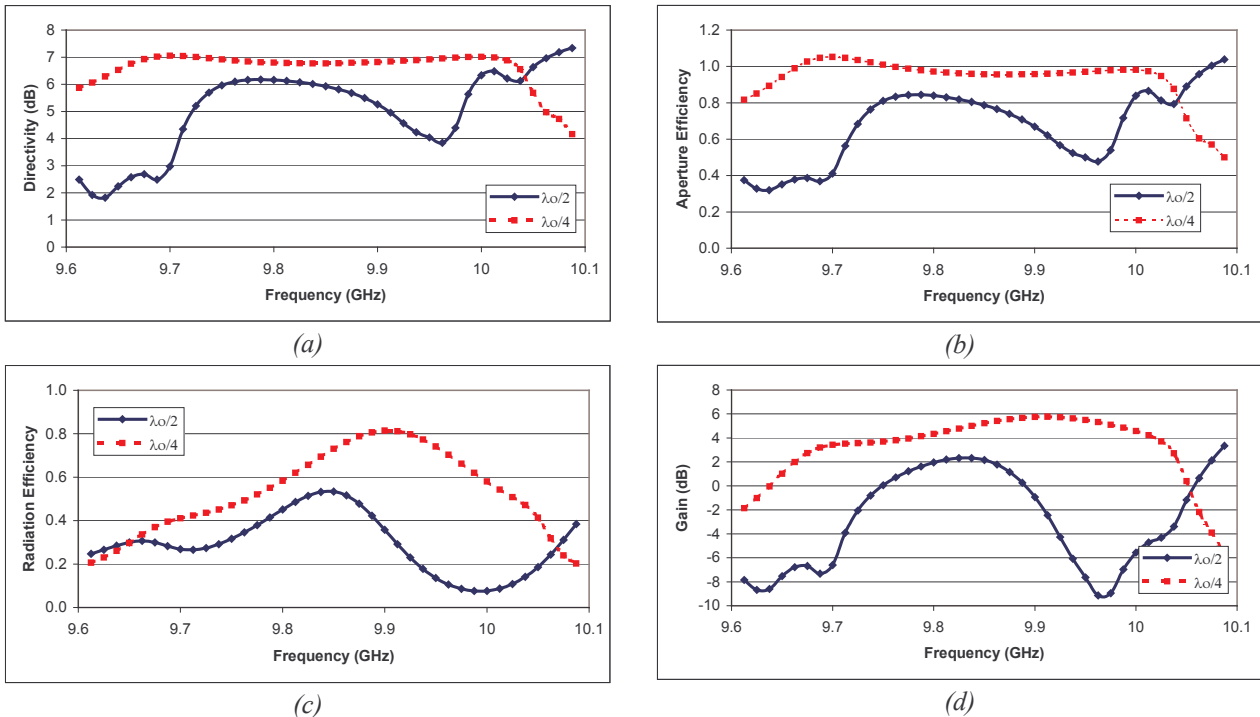 8
7
6
5
4
3
2
1
0
Directivity (dB)
λo/2
λo/4
9.6 9.7 9.8 9.9 10 10.1
Frequency (GHz)
(a)
1.2
1.0
0.8
0.6
0.4
0.2
0.0
Aperture Efficiency
λo/2
λo/4
9.6 9.7 9.8 9.9 10 10.1
Frequency (GHz)
(b)
1.0
0.8
0.6
0.4
0.2
0.0
Radiation Efficiency
λo/2
λo/4
9.6 9.7 9.8 9.9 10 10.1
Frequency (GHz)
(c)
8
6
4
2
0
-2
-4
-6
-8
-10
Gain (dB)
λo/2
λo/4
9.6 9.7 9.8 9.9 10 10.1
Frequency (GHz)
(d)